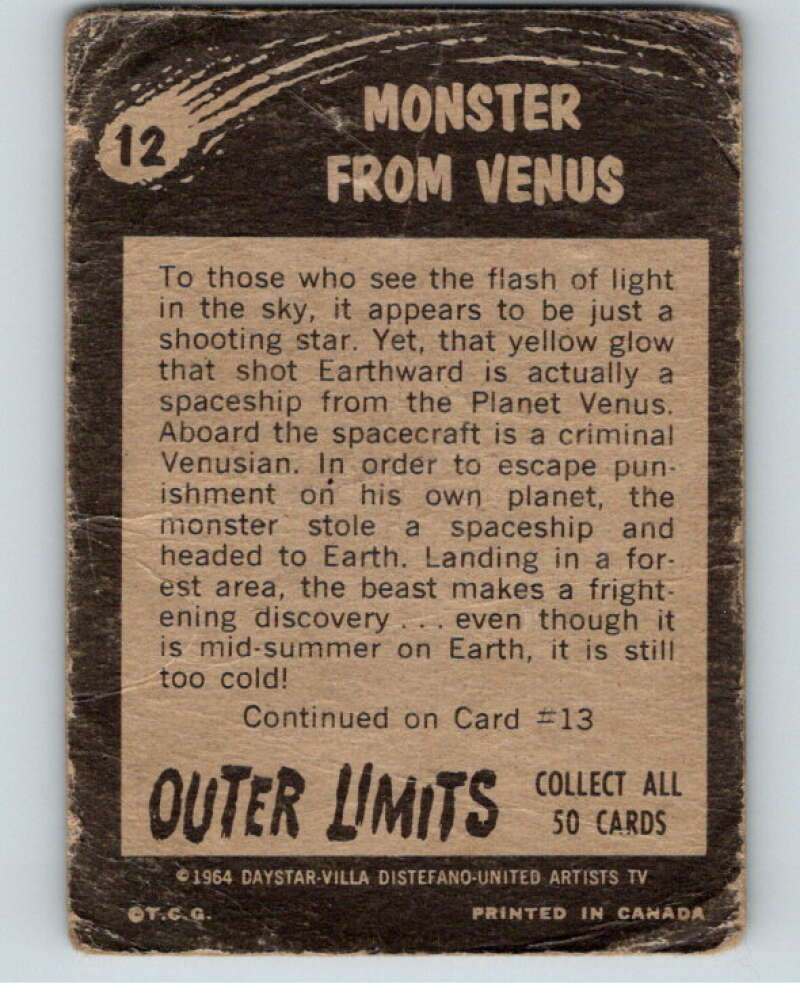 12
MONSTER
FROM VENUS
To those who see the flash of light
in the sky, it appears to be just a
shooting star. Yet, that yellow glow
that shot Earthward is actually a
spaceship from the Planet Venus.
Aboard the spacecraft is a criminal
Venusian. In order to escape pun-
ishment on his own planet, the
monster stole a spaceship and
headed to Earth. Landing in a for-
est area, the beast makes a fright-
ening discovery . . . even though it
is mid-summer on Earth, it is still
too cold!
Continued on Card #13
OUTER LIMITS
COLLECT ALL
50 CARDS
©1964 DAYSTAR-VILLA DISTEFANO-UNITED ARTISTS TV
©T.C.G.
PRINTED IN CANADA